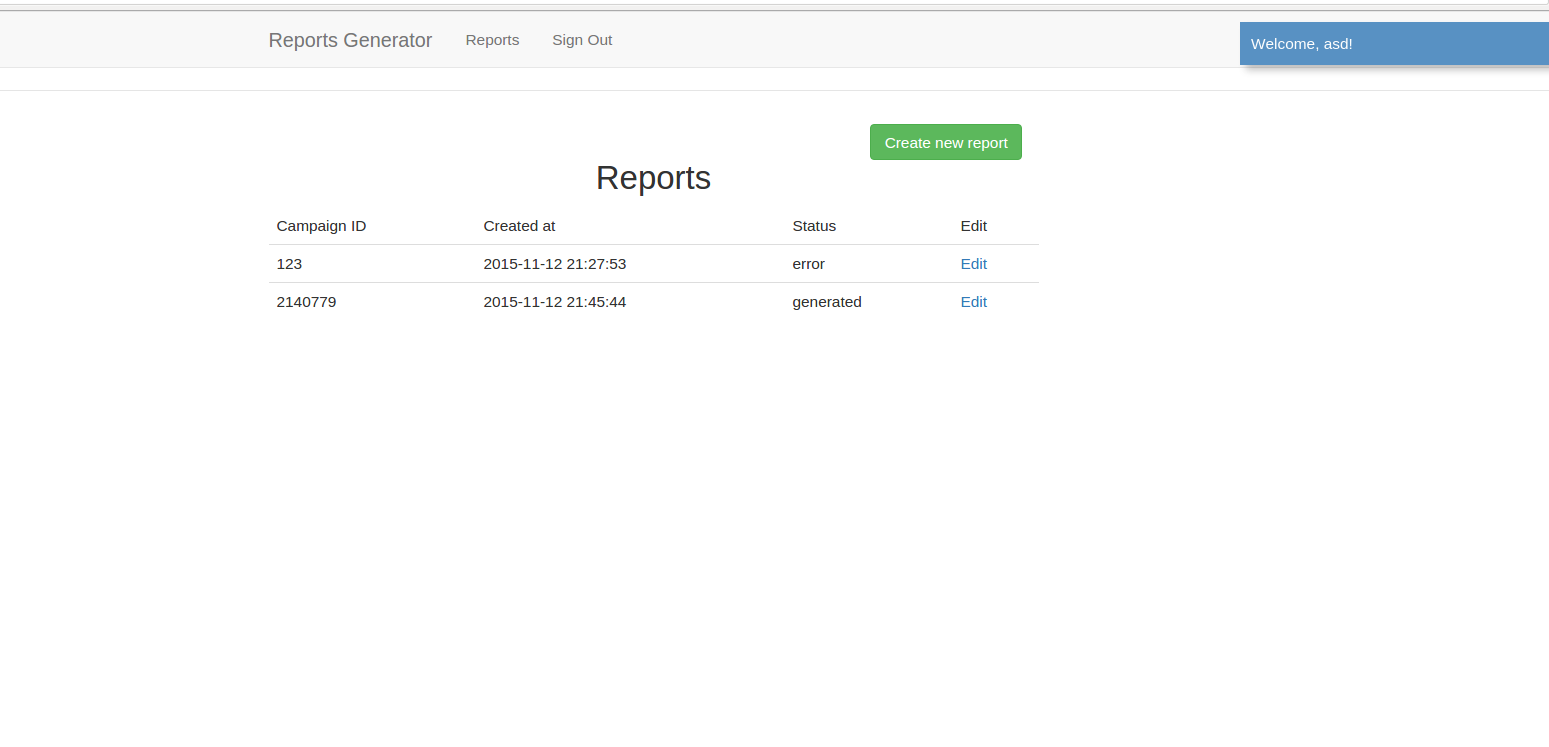 Reports Generator Reports Sign Out
Welcome, asd!
Create new report
Reports
Campaign ID Created at Status Edit
123 2015-11-12 21:27:53 error Edit
2140779 2015-11-12 21:45:44 generated Edit